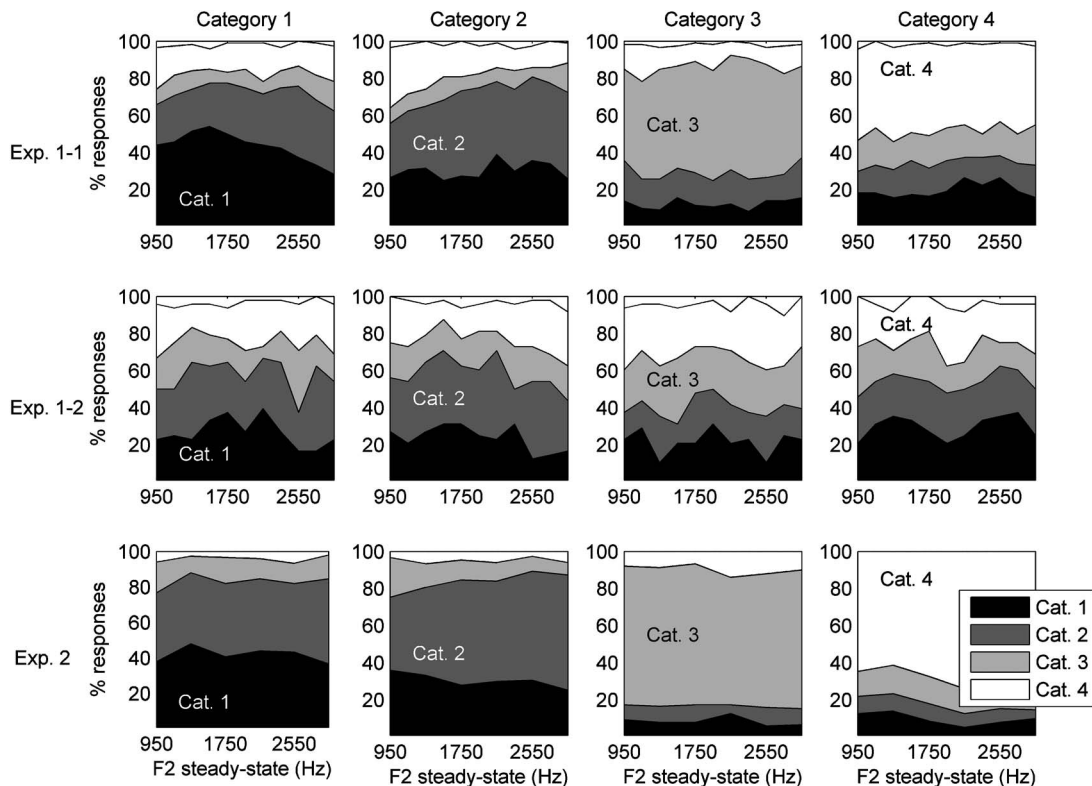 Category 1 Category 2 Category 3 Category 4
Exp. 1-1
% responses
100 100 100 100
80 80 80 80
60 60 60 60
40 40 40 40
20 20 20 20
Cat. 1 Cat. 2 Cat. 3 Cat. 4
950 1750 2550 950 1750 2550 950 1750 2550 950 1750 2550
Exp. 1-2
% responses
100 100 100 100
80 80 80 80
60 60 60 60
40 40 40 40
20 20 20 20
Cat. 1 Cat. 2 Cat. 3 Cat. 4
950 1750 2550 950 1750 2550 950 1750 2550 950 1750 2550
Exp. 2
% responses
100 100 100 100
80 80 80 80
60 60 60 60
40 40 40 40
20 20 20 20
Cat. 1 Cat. 2 Cat. 3 Cat. 4
Cat. 1
Cat. 2
Cat. 3
Cat. 4
950 1750 2550 950 1750 2550 950 1750 2550 950 1750 2550
F2 steady-state (Hz) F2 steady-state (Hz) F2 steady-state (Hz) F2 steady-state (Hz)